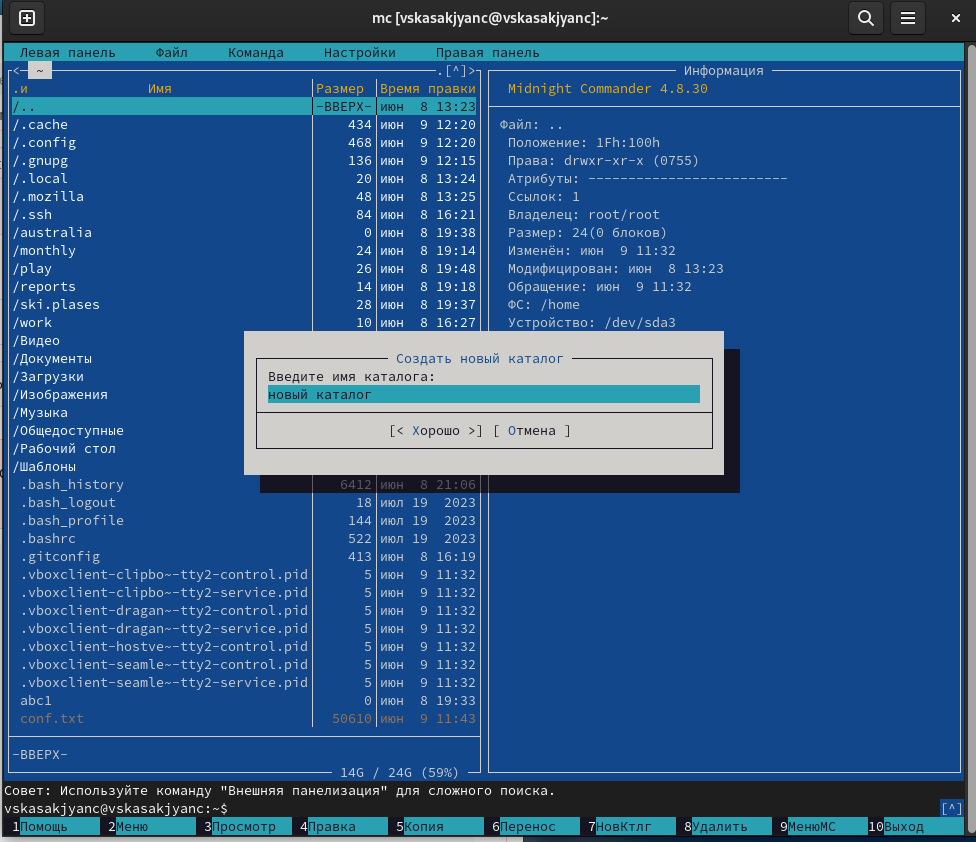 mc [vskasakjyanc@vskasakjyanc]:~
Левая панель Файл Команда Настройки Правая панель
<─ ~ ─.[^]>
.и Имя Размер Время правки
/.. -ВВЕРХ- июн 8 13:23
/.cache 434 июн 9 12:20
/.config 468 июн 9 12:20
/.gnupg 136 июн 9 12:15
/.local 20 июн 8 13:24
/.mozilla 48 июн 8 13:25
/.ssh 84 июн 8 16:21
/australia 0 июн 8 19:38
/monthly 24 июн 8 19:14
/play 26 июн 8 19:48
/reports 14 июн 8 19:18
/ski.plases 28 июн 8 19:37
/work 10 июн 8 16:27
/Видео
/Документы
/Загрузки
/Изображения
/Музыка
/Общедоступные
/Рабочий стол
/Шаблоны
.bash_history 6412 июн 8 21:06
.bash_logout 18 июл 19 2023
.bash_profile 144 июл 19 2023
.bashrc 522 июл 19 2023
.gitconfig 413 июн 8 16:19
.vboxclient-clipbo~-tty2-control.pid 5 июн 9 11:32
.vboxclient-clipbo~-tty2-service.pid 5 июн 9 11:32
.vboxclient-dragan~-tty2-control.pid 5 июн 9 11:32
.vboxclient-dragan~-tty2-service.pid 5 июн 9 11:32
.vboxclient-hostve~-tty2-control.pid 5 июн 9 11:32
.vboxclient-seamle~-tty2-control.pid 5 июн 9 11:32
.vboxclient-seamle~-tty2-service.pid 5 июн 9 11:32
abc1 0 июн 8 19:33
conf.txt 50610 июн 9 11:43
-ВВЕРХ-
14G / 24G (59%)
Информация
Midnight Commander 4.8.30
Файл: ..
Положение: 1Fh:100h
Права: drwxr-xr-x (0755)
Атрибуты: -------------------------
Ссылок: 1
Владелец: root/root
Размер: 24(0 блоков)
Изменён: июн 9 11:32
Модифицирован: июн 8 13:23
Обращение: июн 9 11:32
ФС: /home
Устройство: /dev/sda3
Создать новый каталог
Введите имя каталога:
новый каталог
[< Хорошо >] [ Отмена ]
Совет: Используйте команду "Внешняя панелизация" для сложного поиска.
vskasakjyanc@vskasakjyanc:~$ [^]
1Помощь 2Меню 3Просмотр 4Правка 5Копия 6Перенос 7НовКтлг 8Удалить 9МенюMC 10Выход